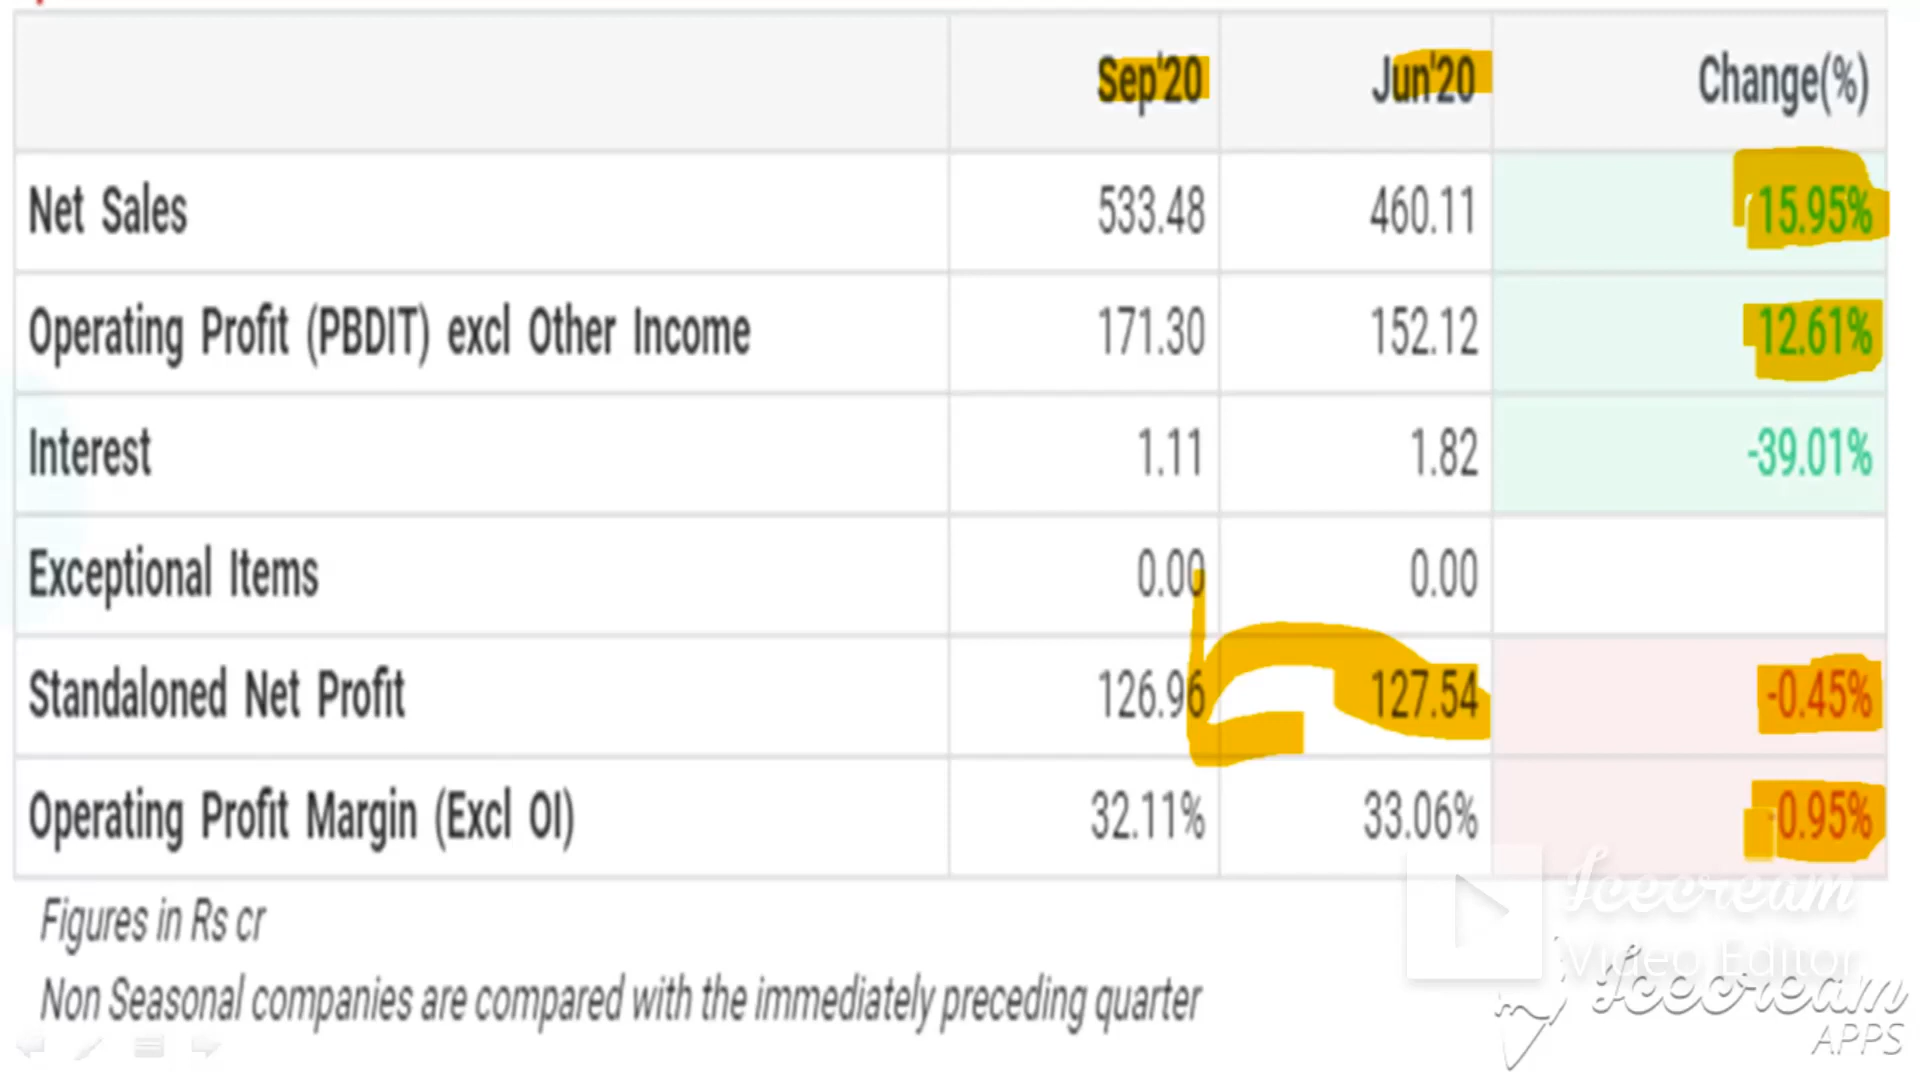 Sep'20 Jun'20 Change(%)
Net Sales 533.48 460.11 15.95%
Operating Profit (PBDIT) excl Other Income 171.30 152.12 12.61%
Interest 1.11 1.82 -39.01%
Exceptional Items 0.00 0.00
Standaloned Net Profit 126.96 127.54 -0.45%
Operating Profit Margin (Excl OI) 32.11% 33.06% -0.95%
Figures in Rs cr
Non Seasonal companies are compared with the immediately preceding quarter
Icecream
Video Editor
Icecream
APPS